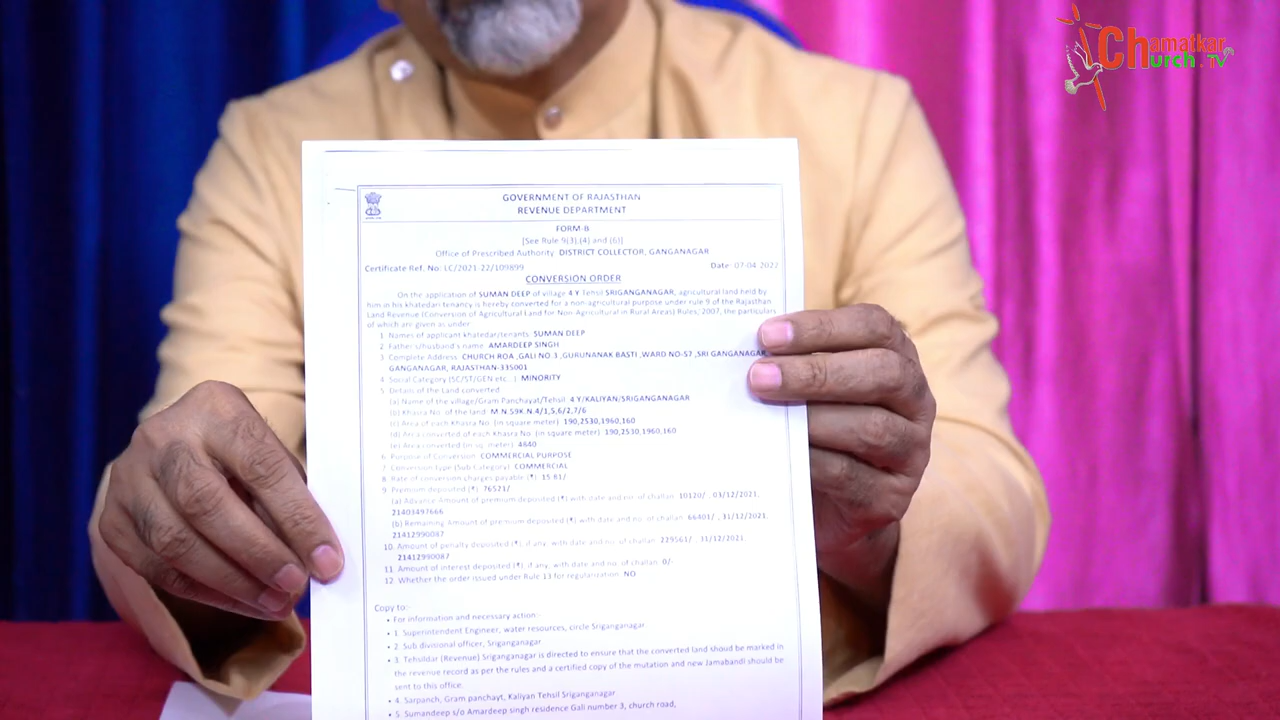 Chamatkar
Church.TV
GOVERNMENT OF RAJASTHAN
REVENUE DEPARTMENT
FORM-B
[See Rule 9(3),(4) and (6)]
Office of Prescribed Authority DISTRICT COLLECTOR, GANGANAGAR
Certificate Ref. No: LC/2021-22/109899 Date: 07-04-2022
CONVERSION ORDER
On the application of SUMAN DEEP of village 4 Y Tehsil SRIGANGANAGAR, agricultural land held by
him in his khatedari tenancy is hereby converted for a non-agricultural purpose under rule 9 of the Rajasthan
Land Revenue (Conversion of Agricultural Land for Non-Agricultural in Rural Areas) Rules, 2007, the particulars
of which are given as under
1. Names of applicant khatedar/tenants: SUMAN DEEP
2. Father's/husband's name: AMARDEEP SINGH
3. Complete Address: CHURCH ROA ,GALI NO.3 ,GURUNANAK BASTI ,WARD NO-57 ,SRI GANGANAGAR,
GANGANAGAR, RAJASTHAN-335001
4. Social Category (SC/ST/GEN etc..) MINORITY
5. Details of the Land converted
(a) Name of the village/Gram Panchayat/Tehsil: 4 Y/KALIYAN/SRIGANGANAGAR
(b) Khasra No. of the land: M.N.59K.N.4/1,5,6/2,7/6
(c) Area of each Khasra No. (in square meter) 190,2530,1960,160
(d) Area converted of each Khasra No. (in square meter) 190,2530,1960,160
(e) Area converted (in sq. meter) 4840
6. Purpose of Conversion: COMMERCIAL PURPOSE
7. Conversion Type (Sub Category): COMMERCIAL
8. Rate of conversion charges payable (₹) 15.81/
9. Premium deposited (₹) 76521/
(a) Advance Amount of premium deposited (₹) with date and no. of challan: 10120/ , 03/12/2021,
21403497666
(b) Remaining Amount of premium deposited (₹) with date and no. of challan: 66401/ , 31/12/2021,
21412990087
10. Amount of penalty deposited (₹), if any, with date and no. of challan: 229561/ , 31/12/2021,
21412990087
11. Amount of interest deposited (₹), if any, with date and no. of challan: 0/-
12. Whether the order issued under Rule 13 for regularization: NO
Copy to:-
• For information and necessary action:-
• 1. Superintendent Engineer, water resources, circle Sriganganagar
• 2. Sub divisional officer, Sriganganagar
• 3. Tehsildar (Revenue) Sriganganagar is directed to ensure that the converted land shoud be marked in
the revenue record as per the rules and a certified copy of the mutation and new Jamabandi should be
sent to this office.
• 4. Sarpanch, Gram panchayt, Kaliyan Tehsil Sriganganagar
• 5. Sumandeep s/o Amardeep singh residence Gali number 3, church road,